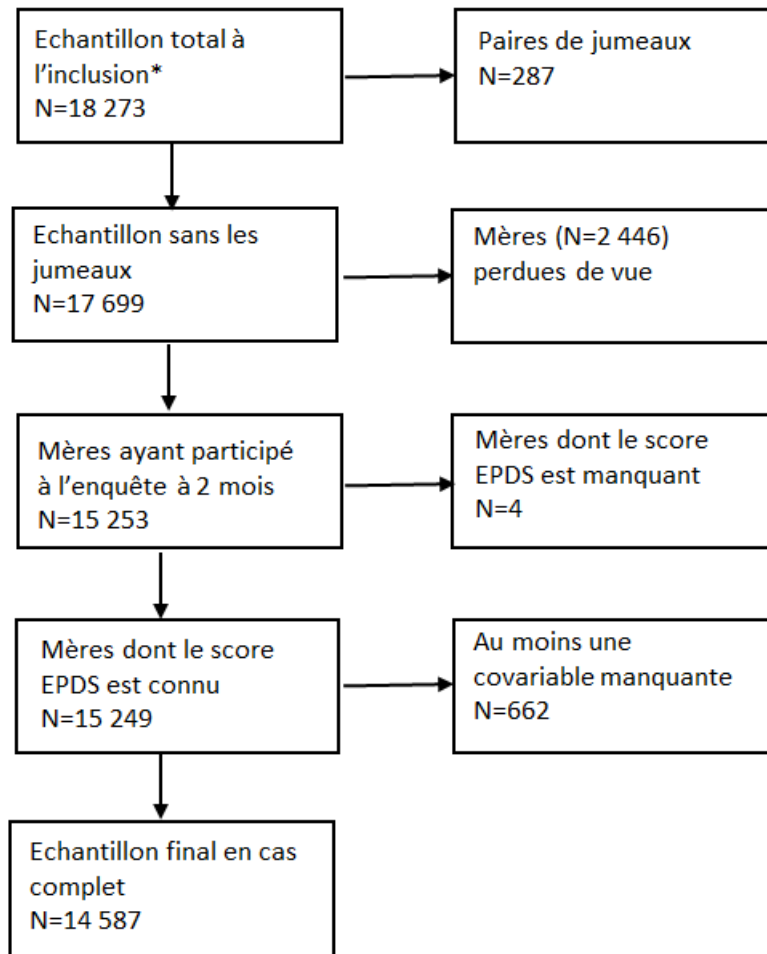 Echantillon total à
l'inclusion*
N=18 273
Paires de jumeaux
N=287
Echantillon sans les
jumeaux
N=17 699
Mères (N=2 446)
perdues de vue
Mères ayant participé
à l'enquête à 2 mois
N=15 253
Mères dont le score
EPDS est manquant
N=4
Mères dont le score
EPDS est connu
N=15 249
Au moins une
covariable manquante
N=662
Echantillon final en cas
complet
N=14 587